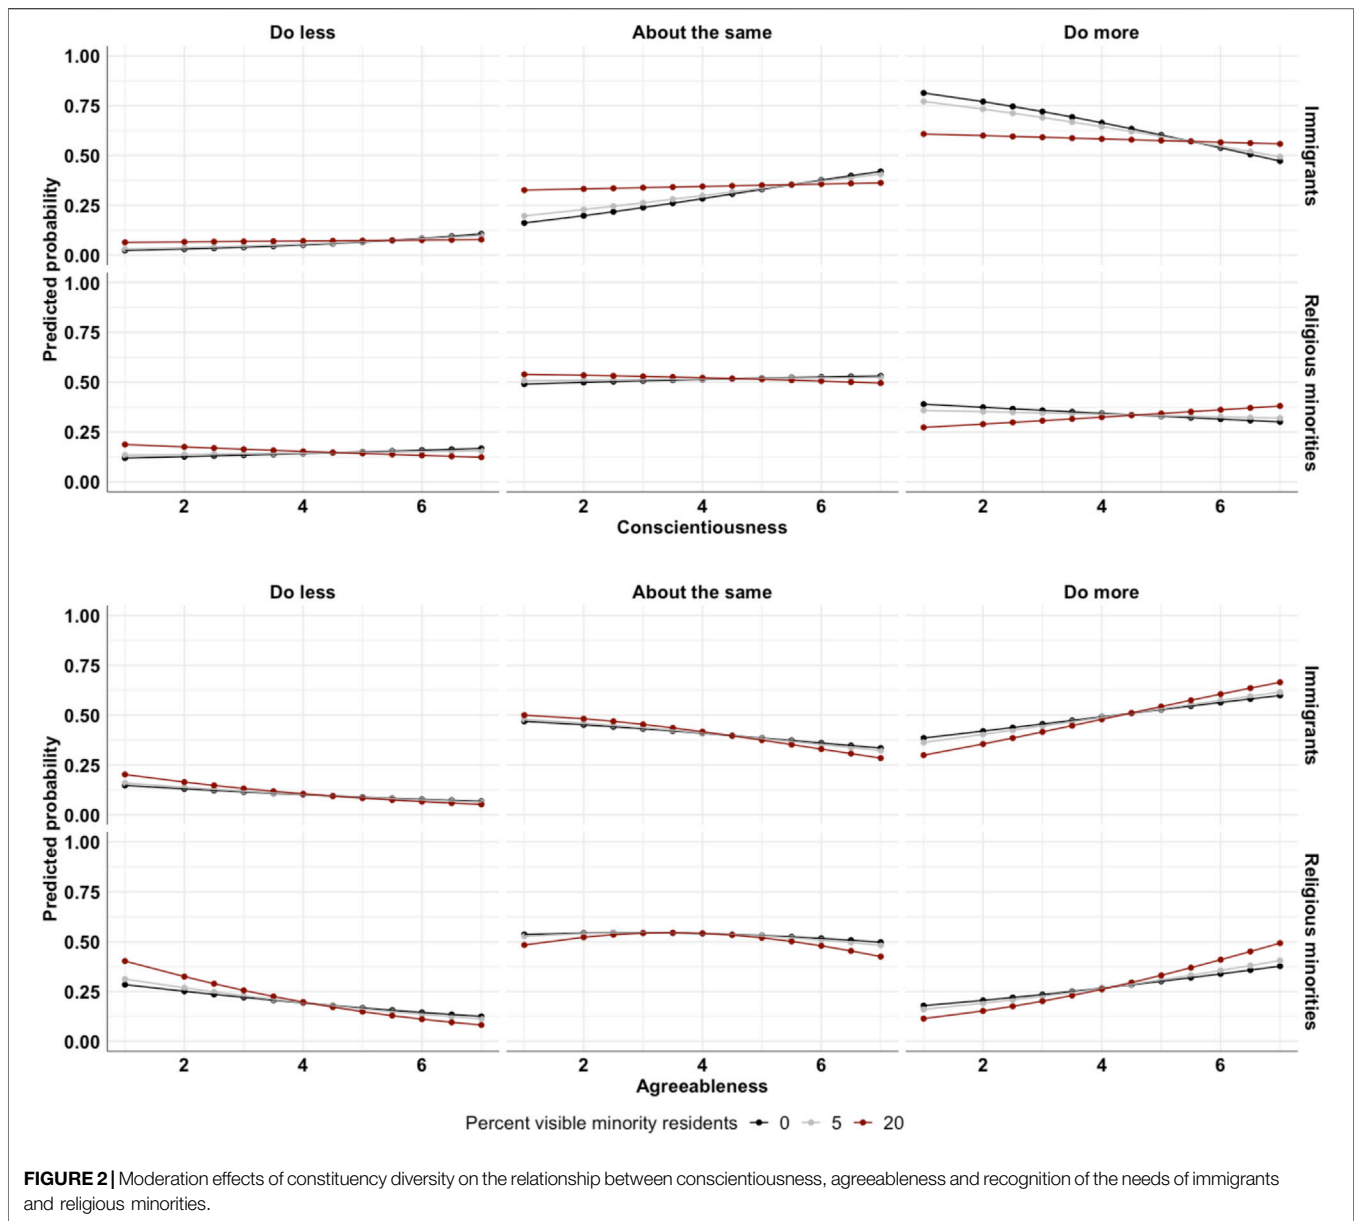 Do less About the same Do more
1.00
0.75
0.50
0.25
0.00
Immigrants
1.00
0.75
0.50
0.25
0.00
Religious minorities
Predicted probability
2 4 6 2 4 6 2 4 6
Conscientiousness
Do less About the same Do more
1.00
0.75
0.50
0.25
0.00
Immigrants
1.00
0.75
0.50
0.25
0.00
Religious minorities
Predicted probability
2 4 6 2 4 6 2 4 6
Agreeableness
Percent visible minority residents 0 5 20
FIGURE 2 | Moderation effects of constituency diversity on the relationship between conscientiousness, agreeableness and recognition of the needs of immigrants
and religious minorities.